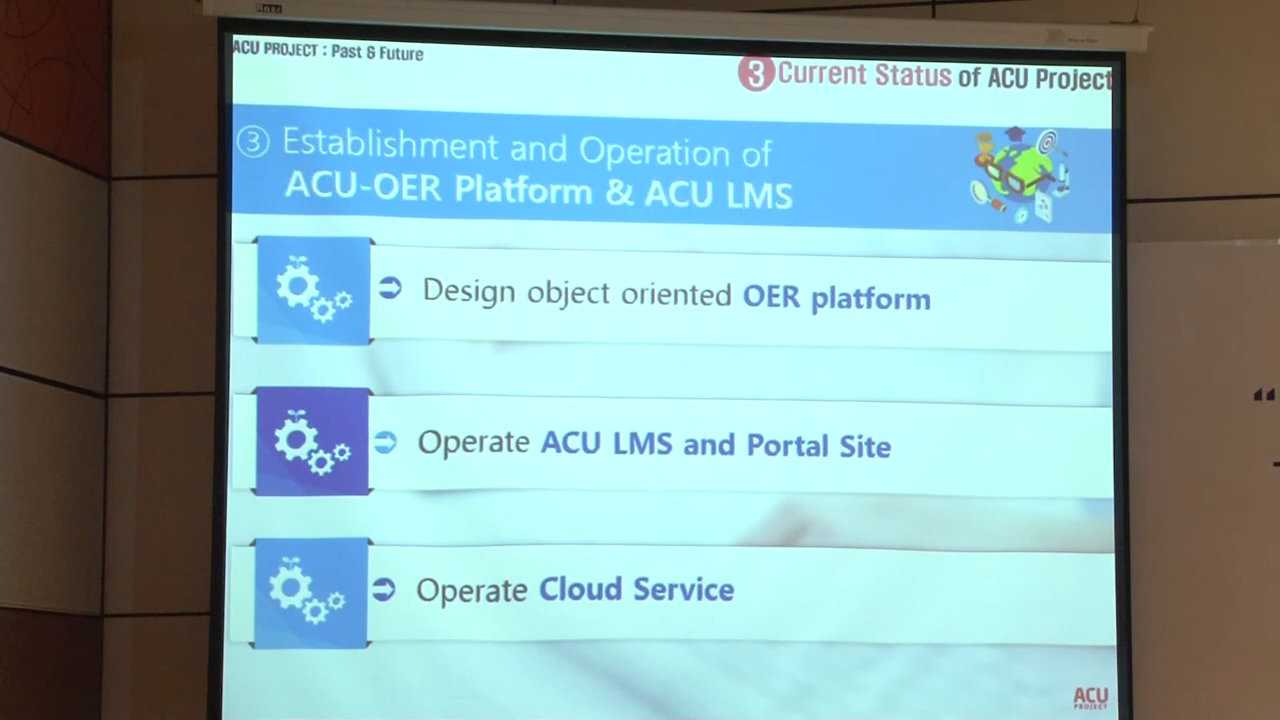 ACU PROJECT : Past & Future
3 Current Status of ACU Project
③ Establishment and Operation of
ACU-OER Platform & ACU LMS
Design object oriented OER platform
Operate ACU LMS and Portal Site
Operate Cloud Service
ACU
PROJECT